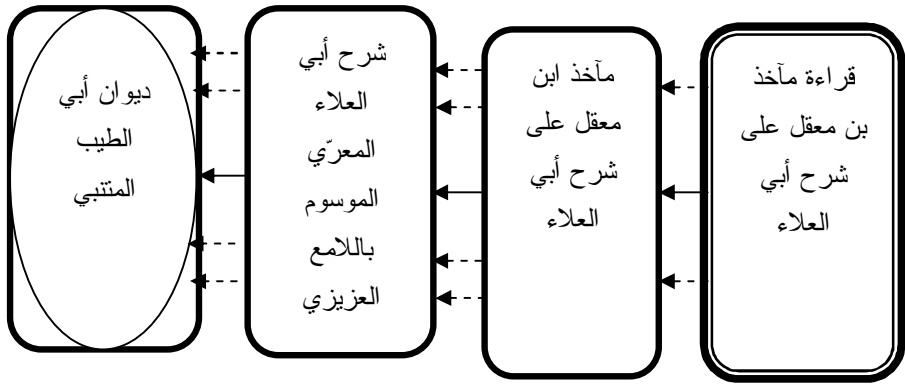 قراءة مآخذ
بن معقل على
شرح أبي
العلاء
مآخذ ابن
معقل على
شرح أبي
العلاء
شرح أبي
العلاء
المعرّي
الموسوم
باللامع
العزيزي
ديوان أبي
الطيب
المتنبي